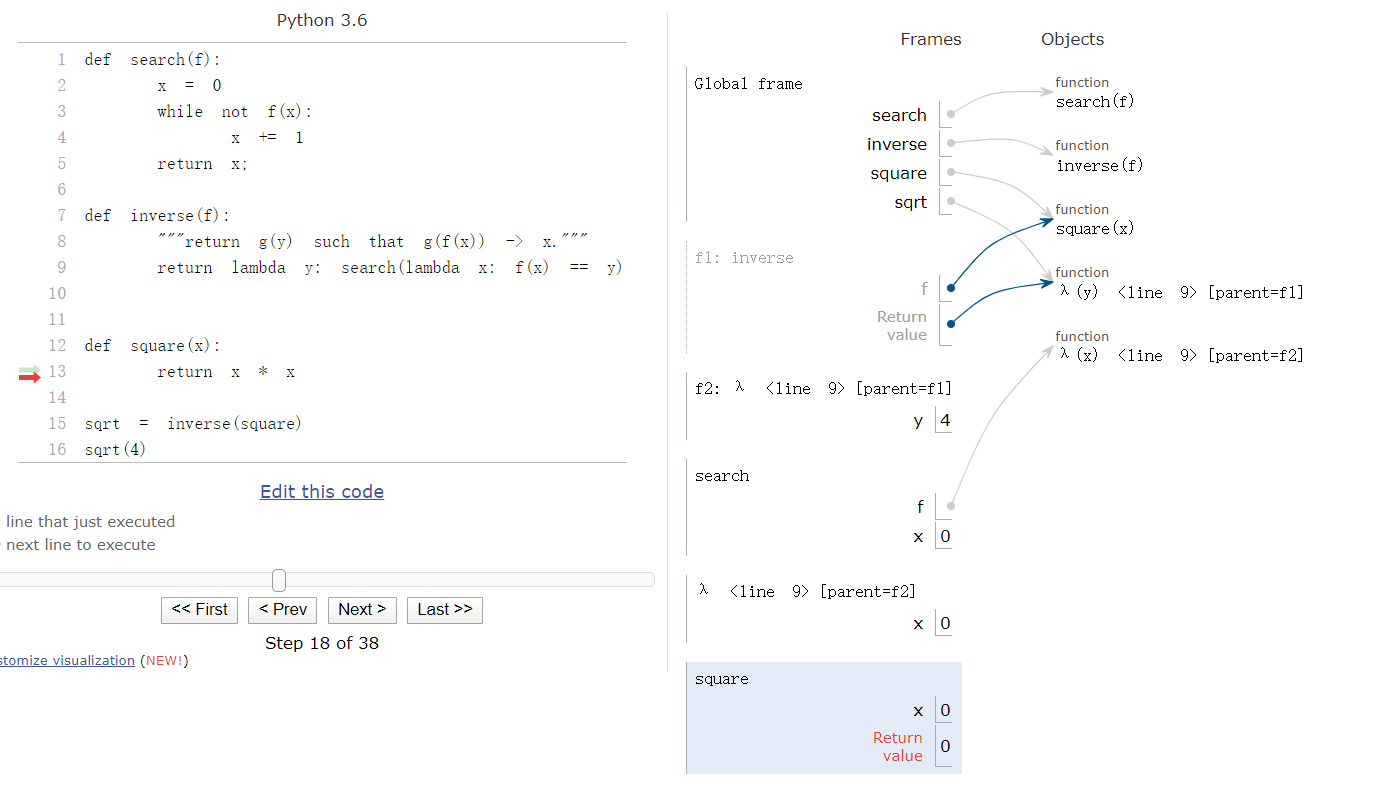 Python 3.6
1 def search(f):
2 x = 0
3 while not f(x):
4 x += 1
5 return x;
6
7 def inverse(f):
8 """return g(y) such that g(f(x)) -> x."""
9 return lambda y: search(lambda x: f(x) == y)
10
11
12 def square(x):
13 return x * x
14
15 sqrt = inverse(square)
16 sqrt(4)
Edit this code
line that just executed
next line to execute
<< First < Prev Next > Last >>
Step 18 of 38
stomize visualization (NEW!)
Frames Objects
Global frame
search
inverse
square
sqrt
f1: inverse
f
Return
value
f2: λ <line 9> [parent=f1]
y 4
search
f
x 0
λ <line 9> [parent=f2]
x 0
square
x 0
Return
value 0
function
search(f)
function
inverse(f)
function
square(x)
function
λ(y) <line 9> [parent=f1]
function
λ(x) <line 9> [parent=f2]